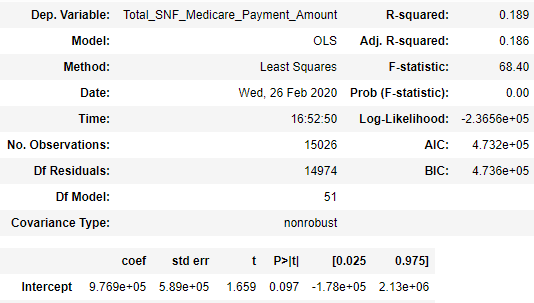 Dep. Variable: Total_SNF_Medicare_Payment_Amount R-squared: 0.189
Model: OLS Adj. R-squared: 0.186
Method: Least Squares F-statistic: 68.40
Date: Wed, 26 Feb 2020 Prob (F-statistic): 0.00
Time: 16:52:50 Log-Likelihood: -2.3656e+05
No. Observations: 15026 AIC: 4.732e+05
Df Residuals: 14974 BIC: 4.736e+05
Df Model: 51
Covariance Type: nonrobust
coef std err t P>|t| [0.025 0.975]
Intercept 9.769e+05 5.89e+05 1.659 0.097 -1.78e+05 2.13e+06